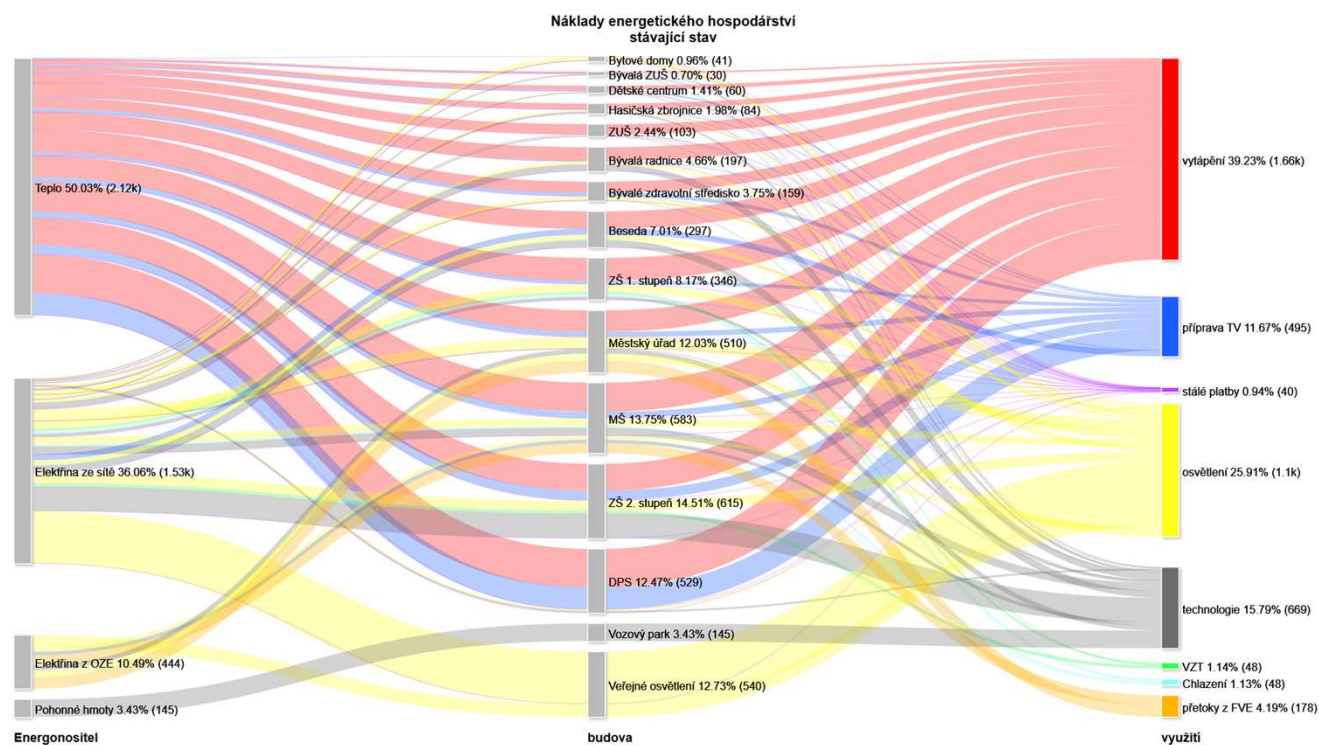 Náklady energetického hospodářství
stávající stav
Teplo 50.03% (2.12k)
Elektřina ze sítě 36.06% (1.53k)
Elektřina z OZE 10.49% (444)
Pohonné hmoty 3.43% (145)
Energonositel
Bytové domy 0.96% (41)
Bývalá ZUŠ 0.70% (30)
Dětské centrum 1.41% (60)
Hasičská zbrojnice 1.98% (84)
ZUŠ 2.44% (103)
Bývalá radnice 4.66% (197)
Bývalé zdravotní středisko 3.75% (159)
Beseda 7.01% (297)
ZŠ 1. stupeň 8.17% (346)
Městský úřad 12.03% (510)
MŠ 13.75% (583)
ZŠ 2. stupeň 14.51% (615)
DPS 12.47% (529)
Vozový park 3.43% (145)
Veřejné osvětlení 12.73% (540)
budova
vytápění 39.23% (1.66k)
příprava TV 11.67% (495)
stálé platby 0.94% (40)
osvětlení 25.91% (1.1k)
technologie 15.79% (669)
VZT 1.14% (48)
Chlazení 1.13% (48)
přetoky z FVE 4.19% (178)
využití